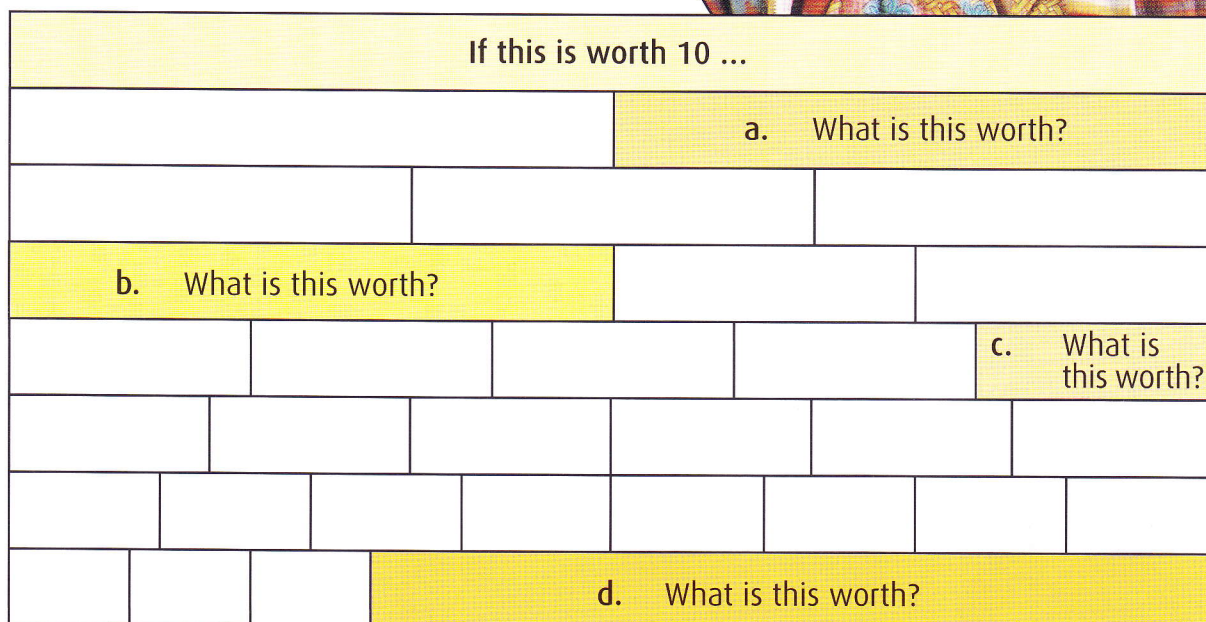 If this is worth 10 ...
a. What is this worth?
b. What is this worth?
c. What is
this worth?
d. What is this worth?